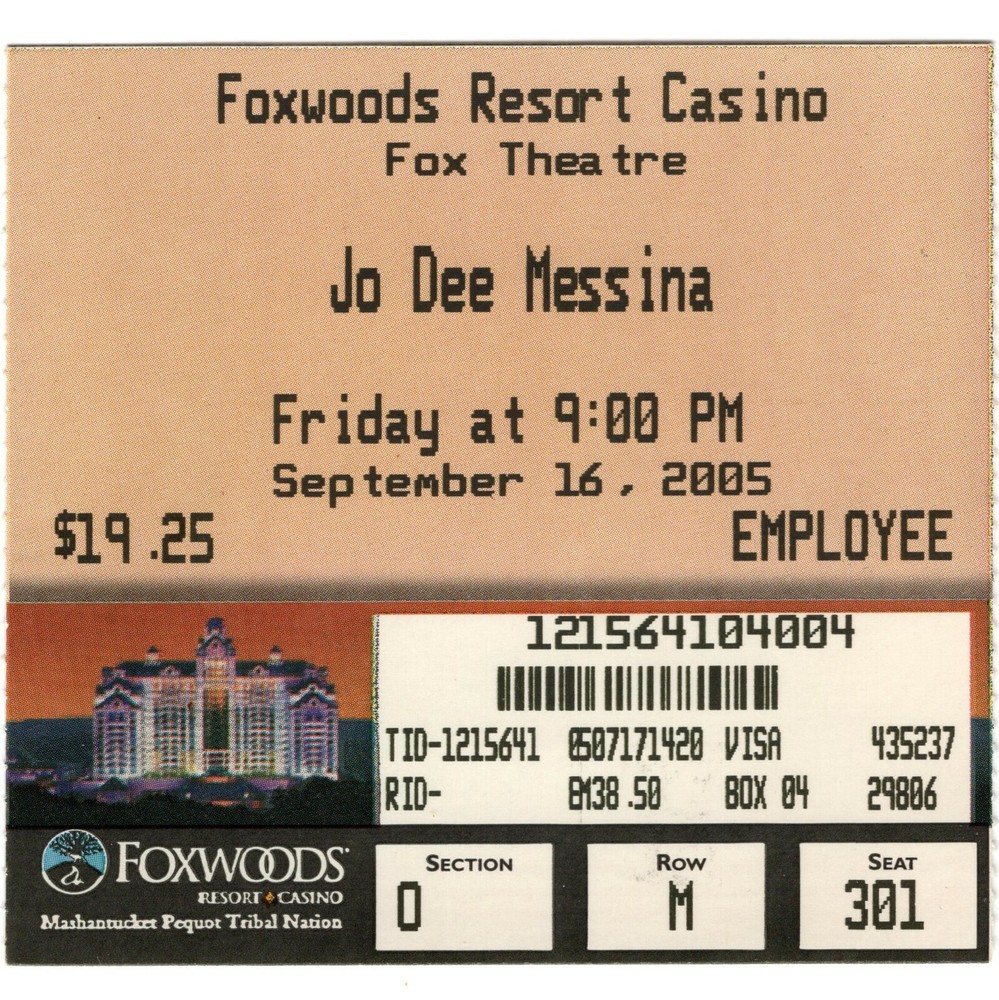 Foxwoods Resort Casino
Fox Theatre
Jo Dee Messina
Friday at 9:00 PM
September 16, 2005
$19.25 EMPLOYEE
121564104004
TID-1215641 0507171420 VISA 435237
RID- EM38.50 BOX 04 29806
FOXWOODS
RESORT CASINO
Mashantucket Pequot Tribal Nation
SECTION ROW SEAT
O M 301